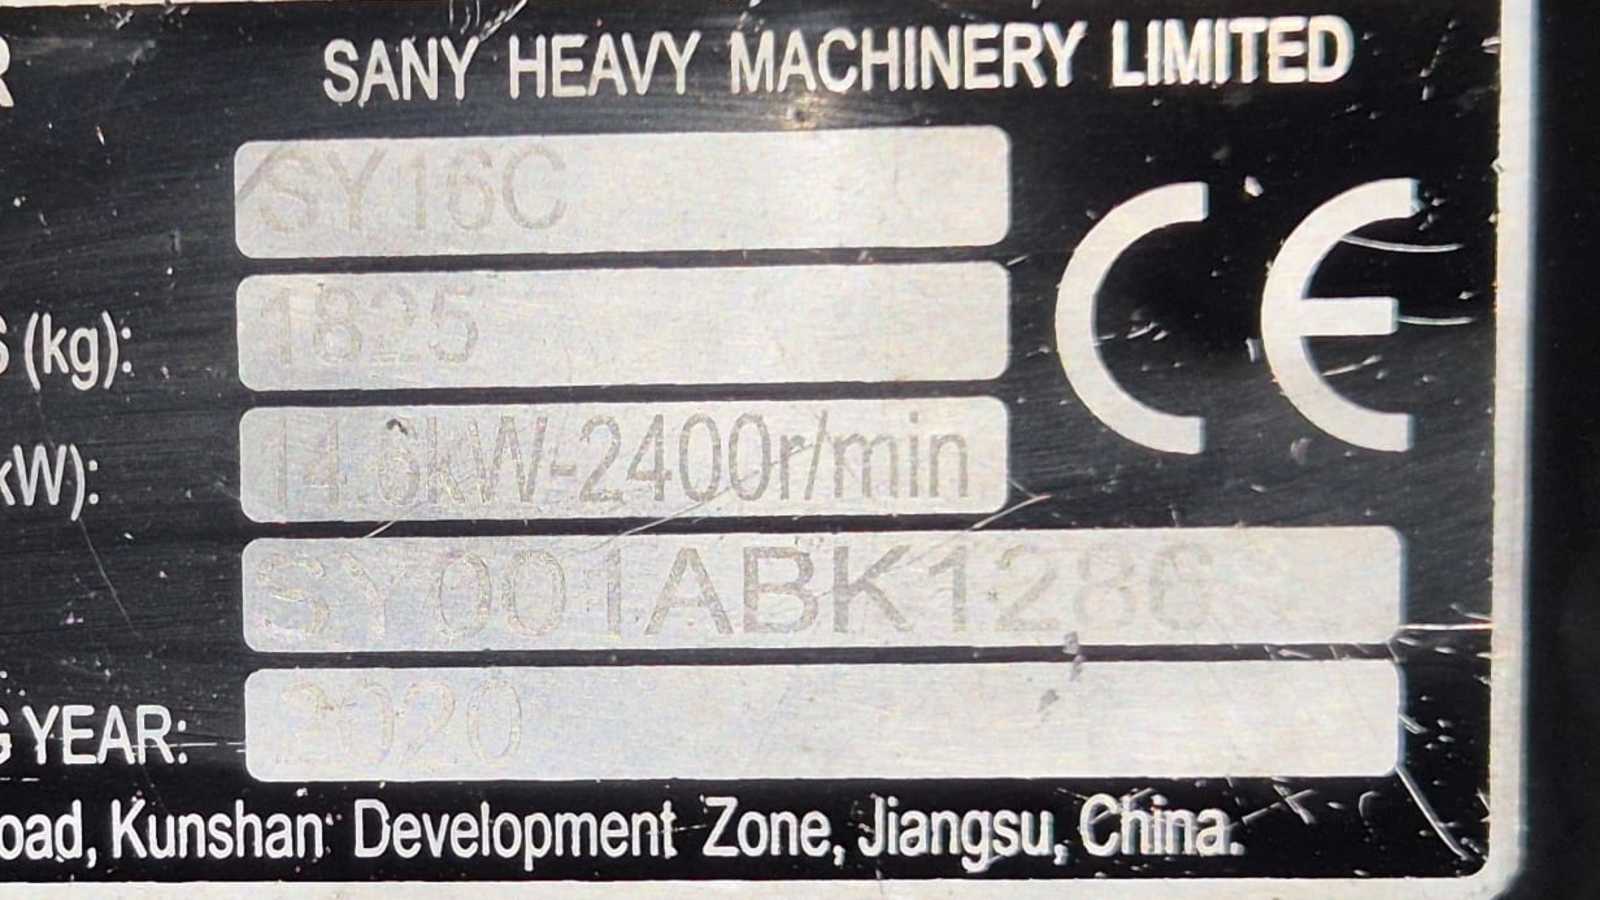 R SANY HEAVY MACHINERY LIMITED
SY16C
S (kg): 1825
kW): 14.6kW-2400r/min
SY001ABK1286
G YEAR: 2020
oad, Kunshan Development Zone, Jiangsu, China.
CE